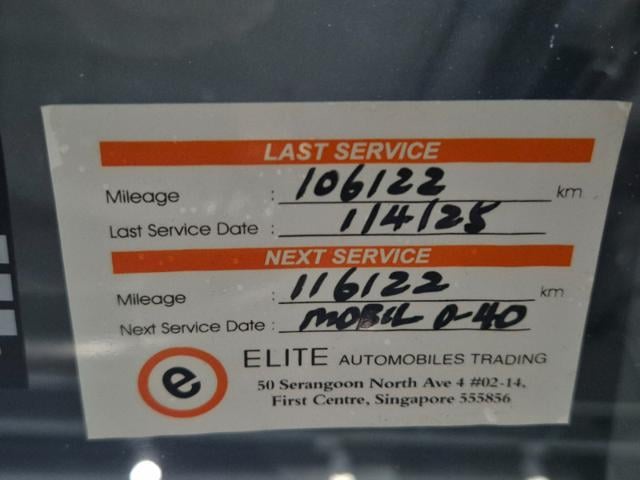 LAST SERVICE
Mileage : 106122 km
Last Service Date : 1/4/25
NEXT SERVICE
Mileage : 116122 km
Next Service Date : MOBIL 0-40
e ELITE AUTOMOBILES TRADING
50 Serangoon North Ave 4 #02-14,
First Centre, Singapore 555856